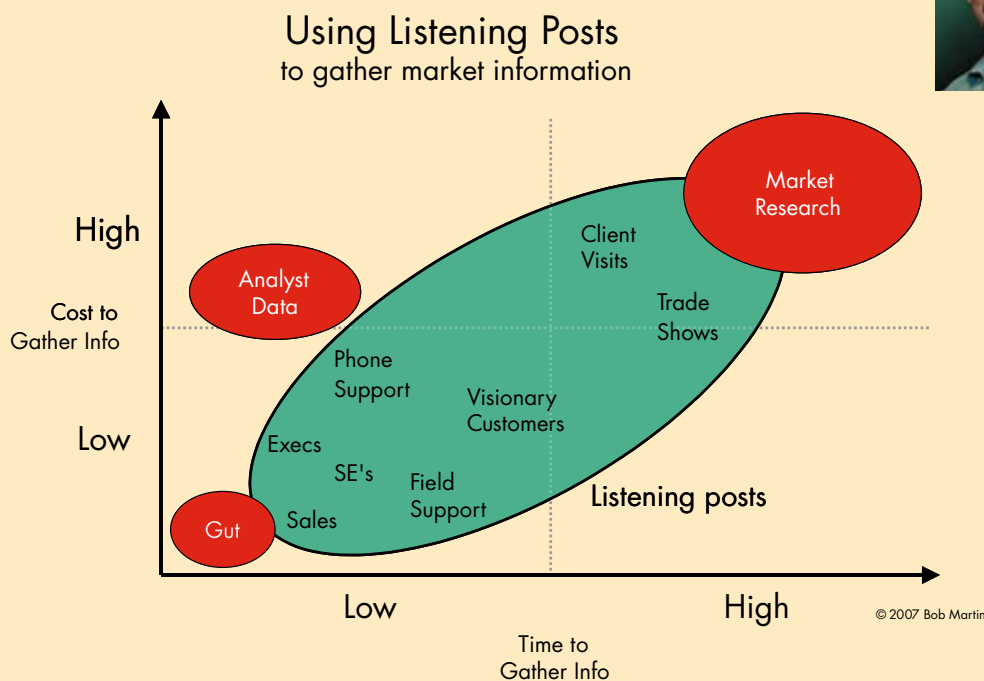 Using Listening Posts
to gather market information
Market
Research
High
Client
Visits
Analyst
Data
Trade
Shows
Cost to
Gather Info
Phone
Support
Visionary
Customers
Low
Execs
SE's
Field
Support
Listening posts
Sales
Gut
Low
High
© 2007 Bob Martin
Time to
Gather Info